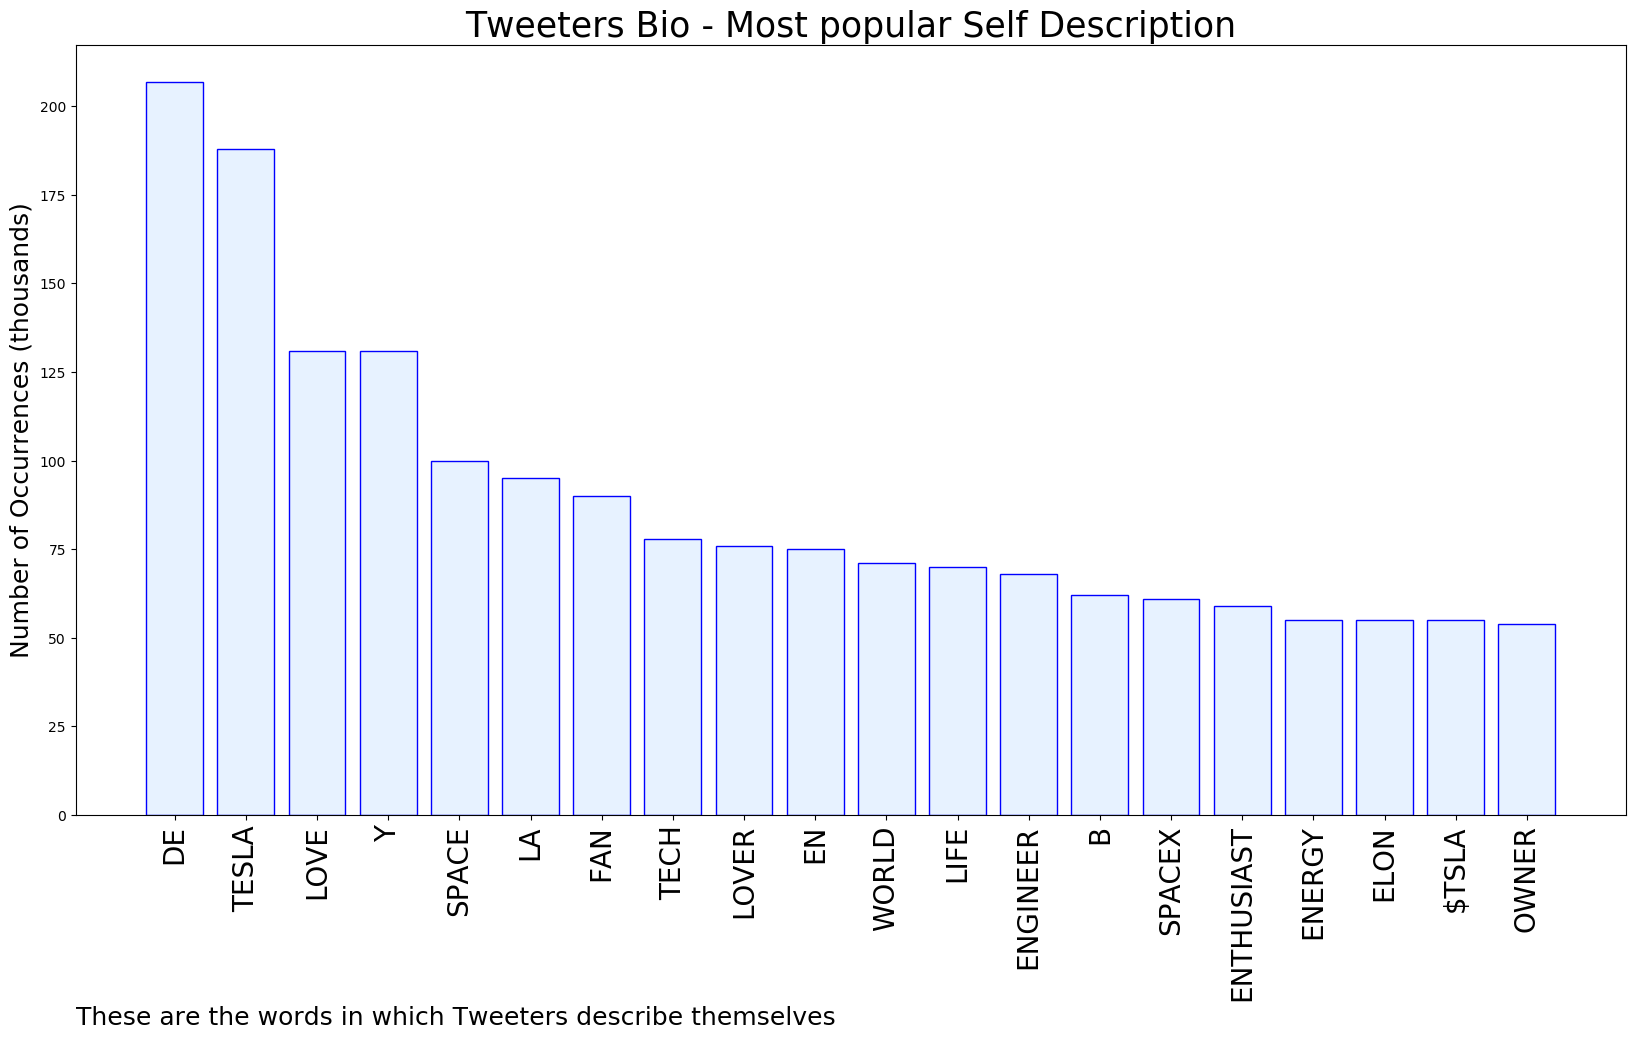 Tweeters Bio - Most popular Self Description
Number of Occurrences (thousands)
200
175
150
125
100
75
50
25
0
DE
TESLA
LOVE
Y
SPACE
LA
FAN
TECH
LOVER
EN
WORLD
LIFE
ENGINEER
B
SPACEX
ENTHUSIAST
ENERGY
ELON
$TSLA
OWNER
These are the words in which Tweeters describe themselves